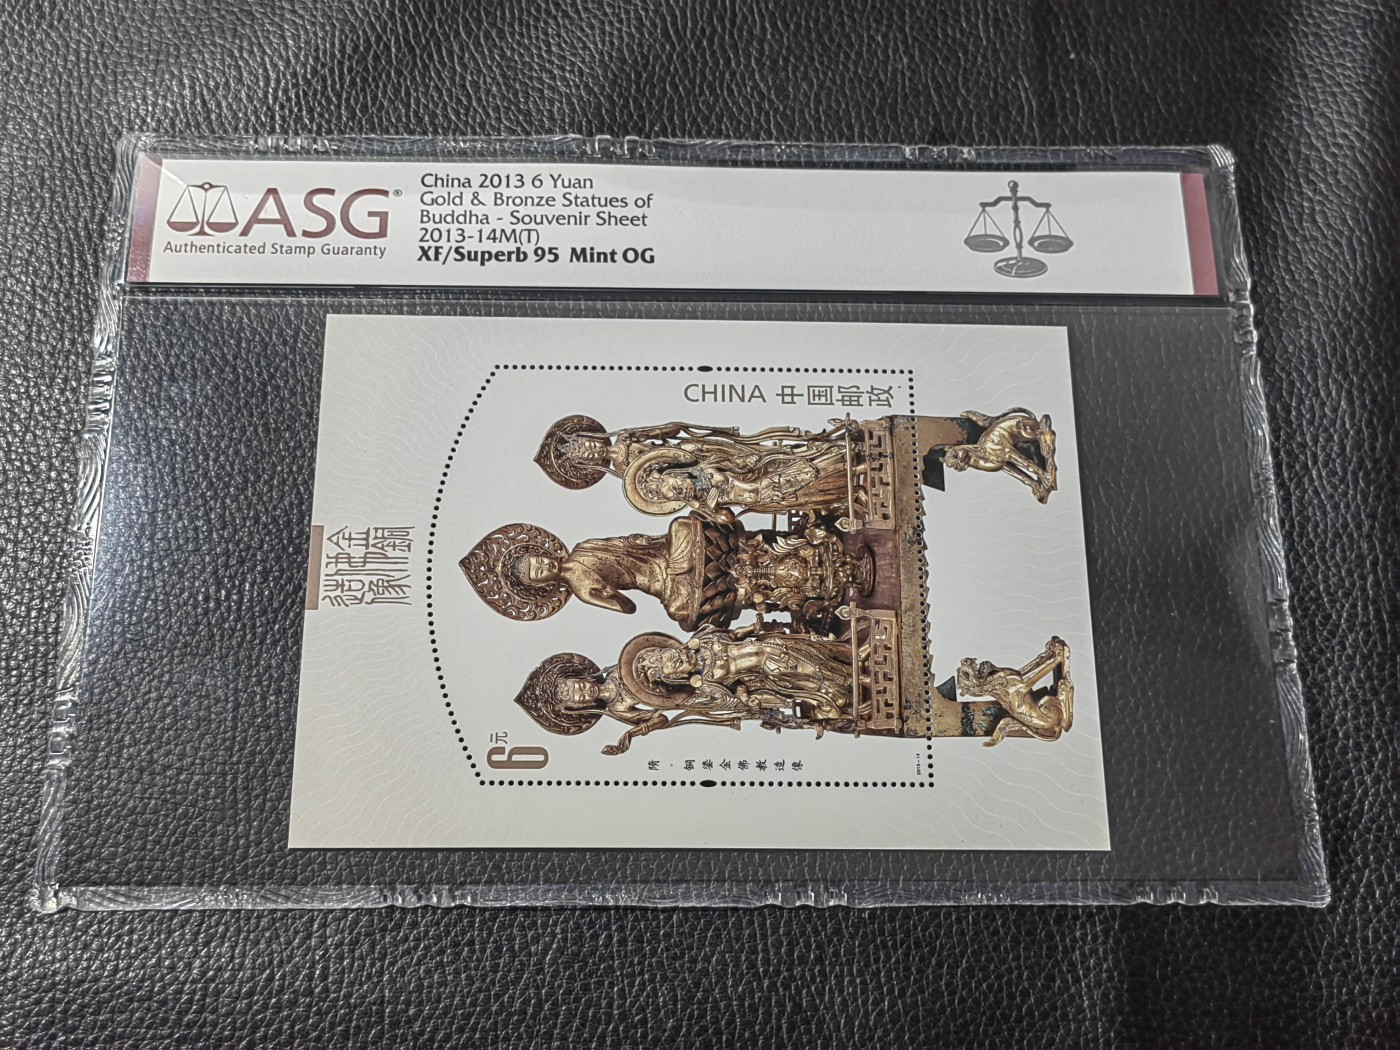 ASG®
Authenticated Stamp Guaranty
China 2013 6 Yuan
Gold & Bronze Statues of
Buddha - Souvenir Sheet
2013-14M(T)
XF/Superb 95 Mint OG
CHINA 中国邮政
金铜佛造像
6元
隋·铜鎏金佛教造像
2013-14